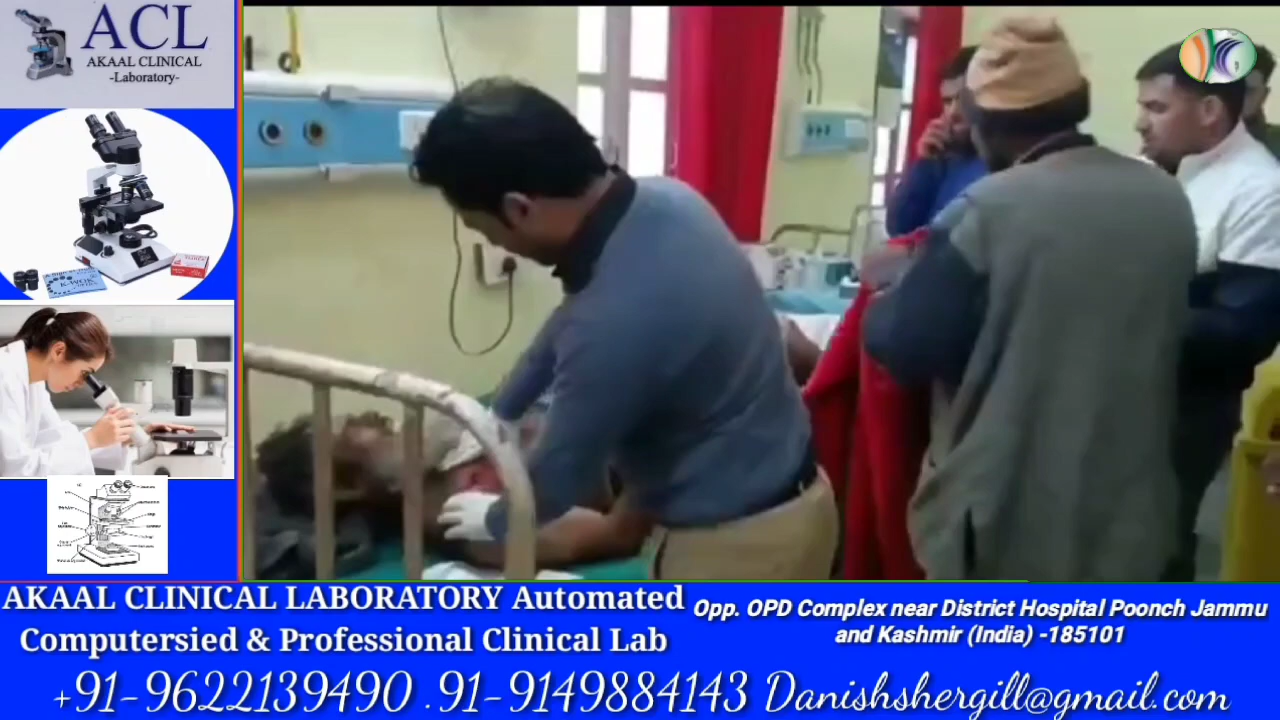 ACL
AKAAL CLINICAL
-Laboratory-
K-WOK
AKAAL CLINICAL LABORATORY Automated
Computersied & Professional Clinical Lab
Opp. OPD Complex near District Hospital Poonch Jammu
and Kashmir (India) -185101
+91-9622139490 .91-9149884143 Danishshergill@gmail.com